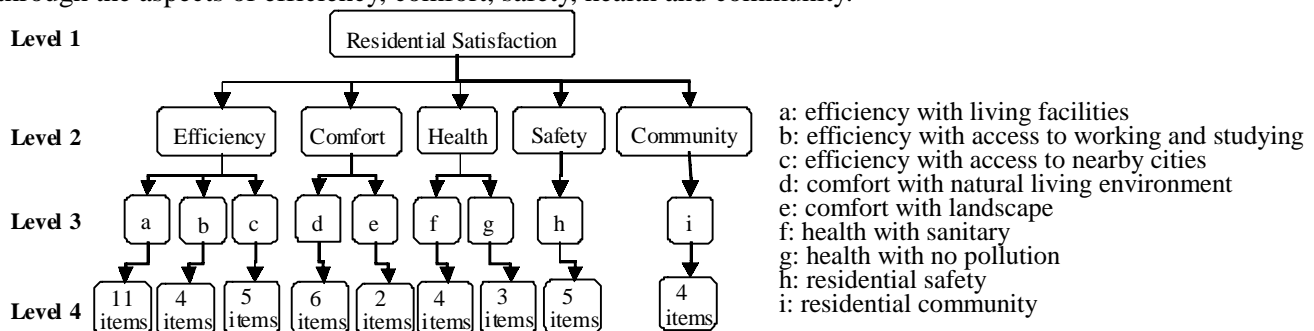 through the aspects of efficiency, comfort, safety, health and community.
Level 1
Residential Satisfaction
Level 2
Efficiency
Comfort
Health
Safety
Community
Level 3
a
b
c
d
e
f
g
h
i
Level 4
11
items
4
items
5
items
6
items
2
items
4
items
3
items
5
items
4
items
a: efficiency with living facilities
b: efficiency with access to working and studying
c: efficiency with access to nearby cities
d: comfort with natural living environment
e: comfort with landscape
f: health with sanitary
g: health with no pollution
h: residential safety
i: residential community